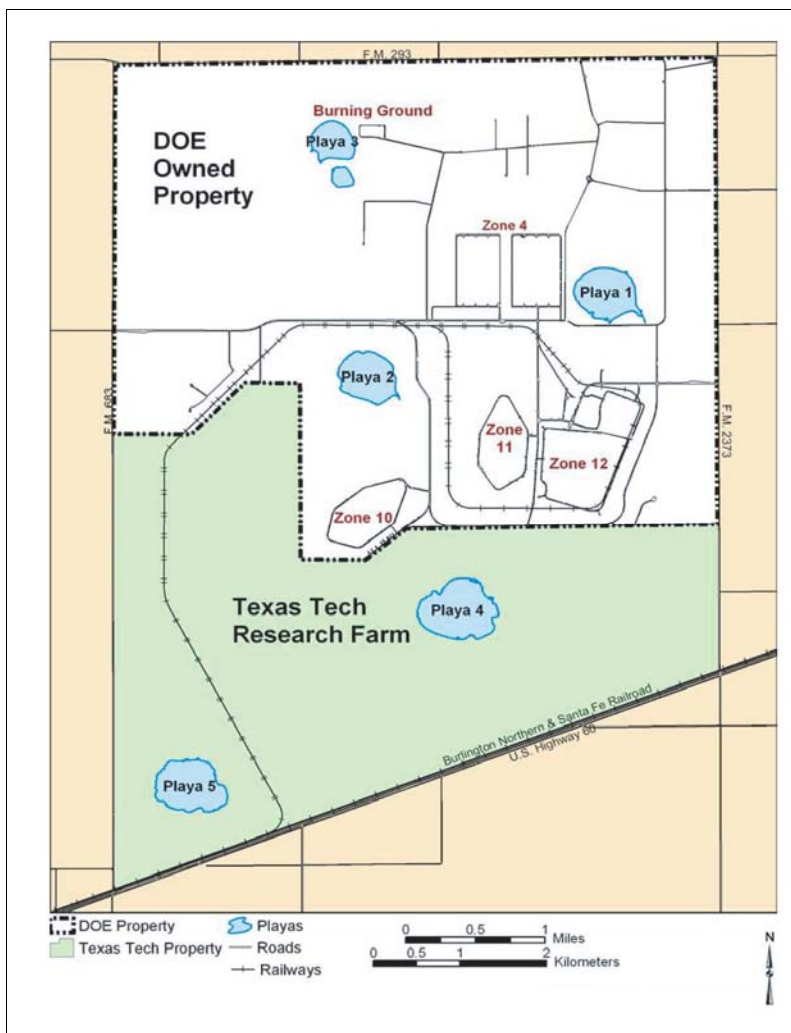 F.M. 293
Burning Ground
Playa 3
DOE
Owned
Property
Zone 4
Playa 1
Playa 2
F.M. 683
F.M. 2373
Zone
11
Zone 12
Zone 10
Texas Tech
Research Farm
Playa 4
Burlington Northern & Santa Fe Railroad
U.S. Highway 60
Playa 5
DOE Property
Texas Tech Property
Playas
Roads
Railways
0 0.5 1
Miles
0 0.5 1 2
Kilometers
N